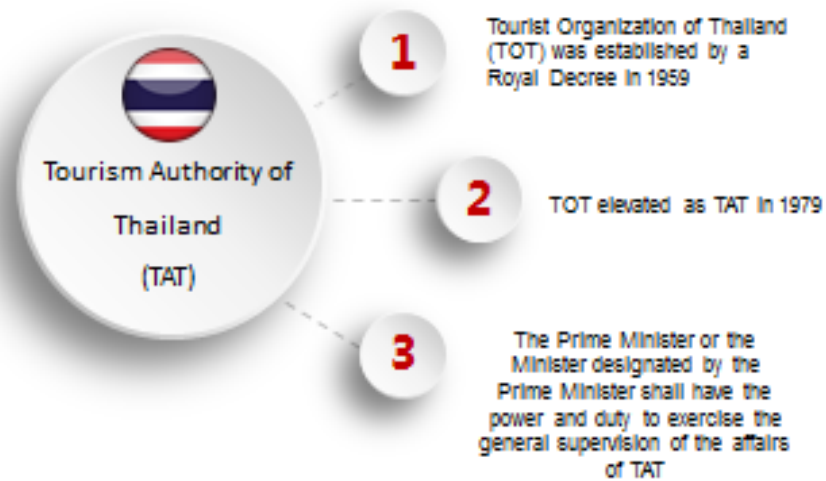 Tourism Authority of
Thailand
(TAT)
1
Tourist Organization of Thailand
(TOT) was established by a
Royal Decree in 1959
2
TOT elevated as TAT in 1979
3
The Prime Minister or the
Minister designated by the
Prime Minister shall have the
power and duty to exercise the
general supervision of the affairs
of TAT